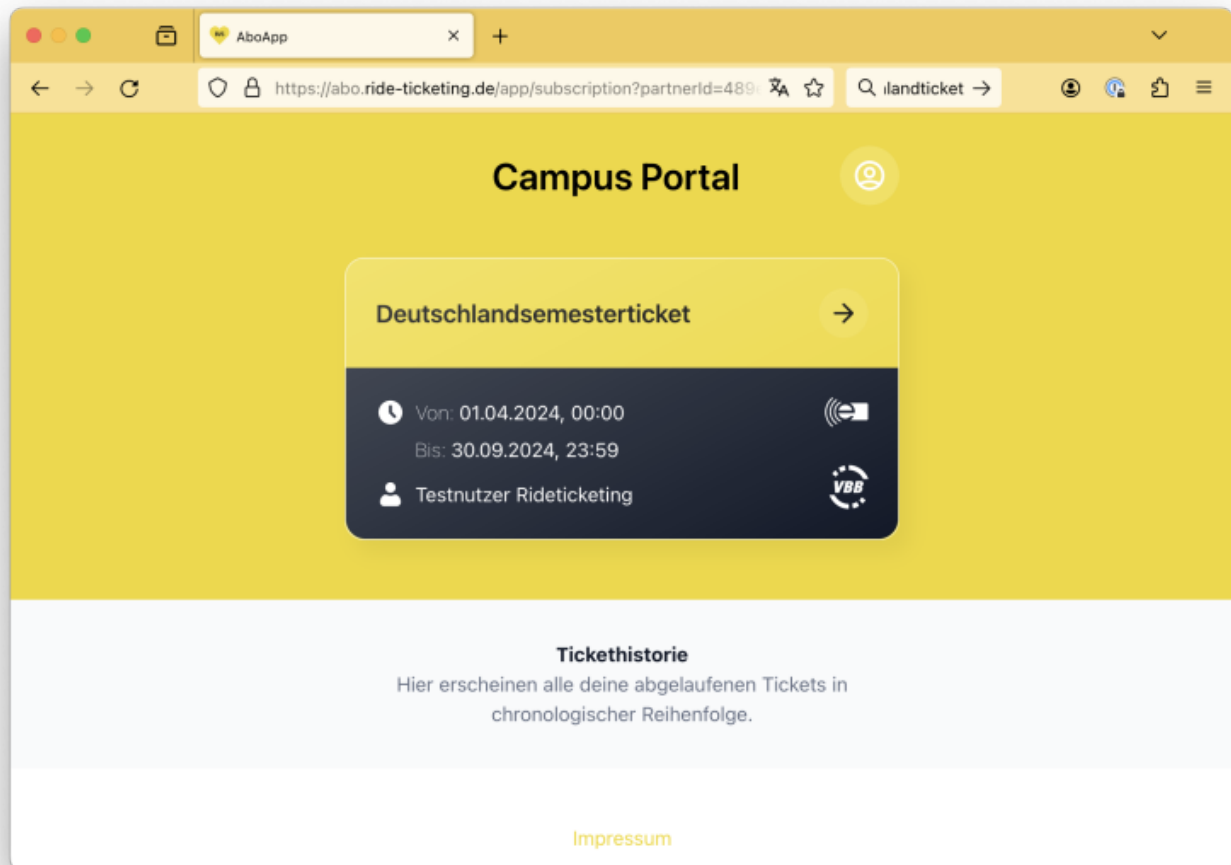 AboApp
https://abo.ride-ticketing.de/app/subscription?partnerId=489
landticket
Campus Portal
Deutschlandsemesterticket
Von: 01.04.2024, 00:00
Bis: 30.09.2024, 23:59
Testnutzer Rideticketing
VBB
Tickethistorie
Hier erscheinen alle deine abgelaufenen Tickets in
chronologischer Reihenfolge.
Impressum